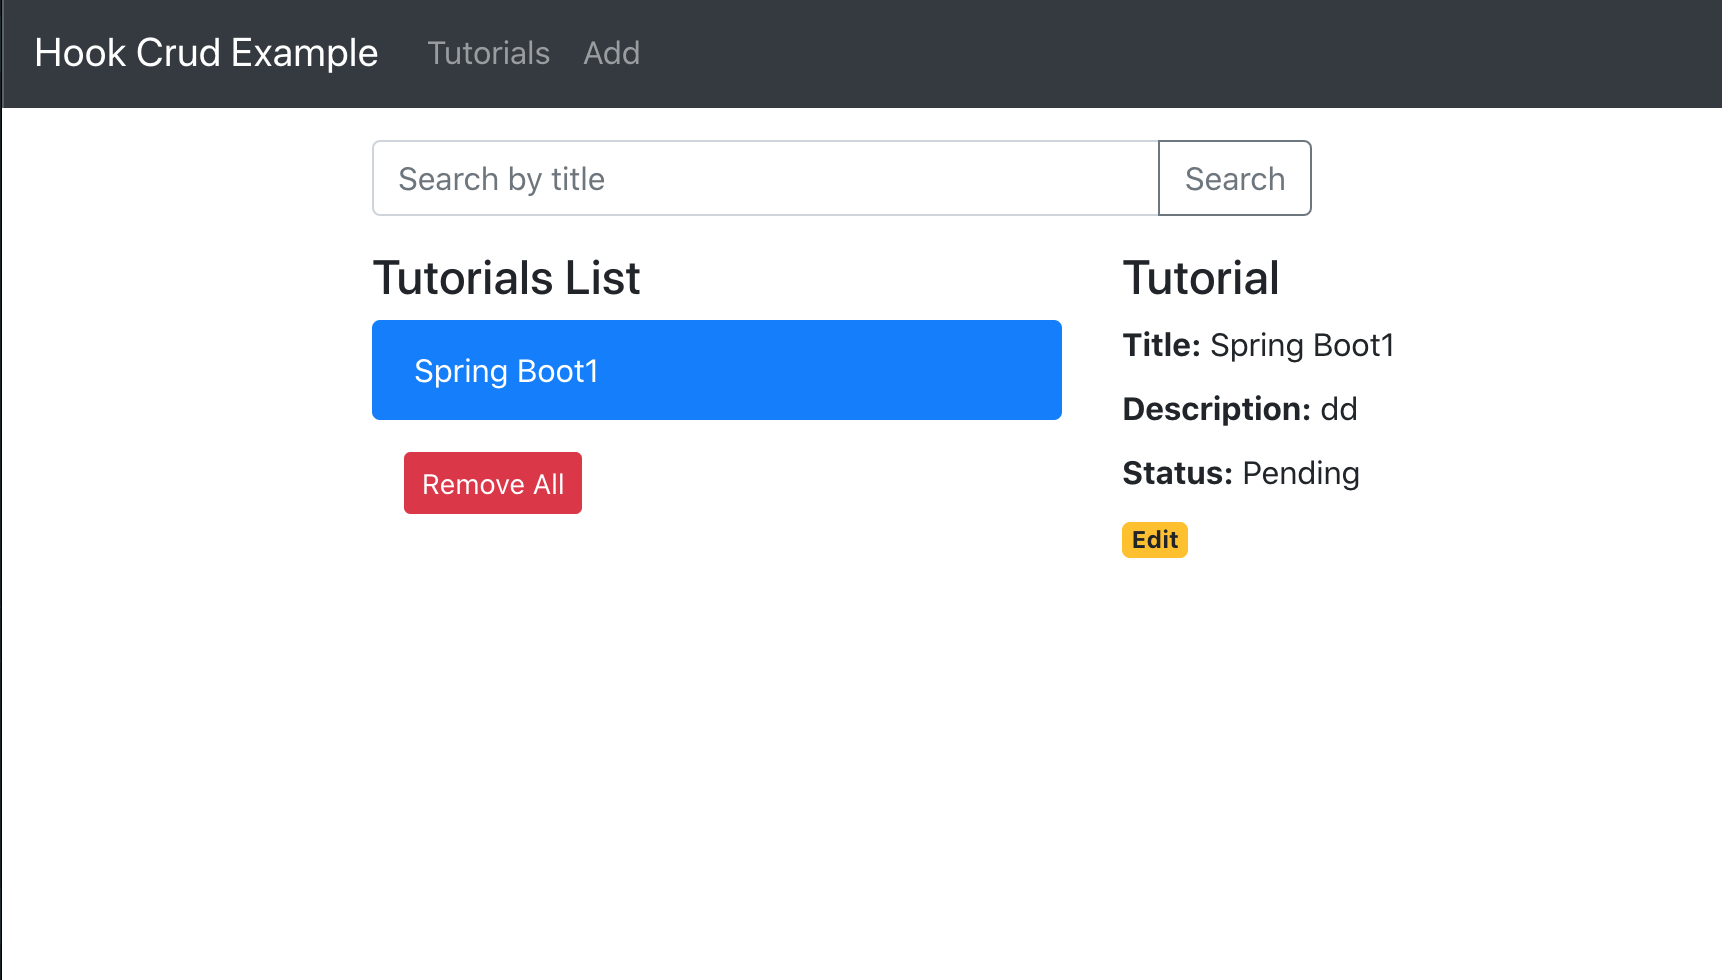 Hook Crud Example Tutorials Add
Search by title Search
Tutorials List
Spring Boot1
Remove All
Tutorial
Title: Spring Boot1
Description: dd
Status: Pending
Edit